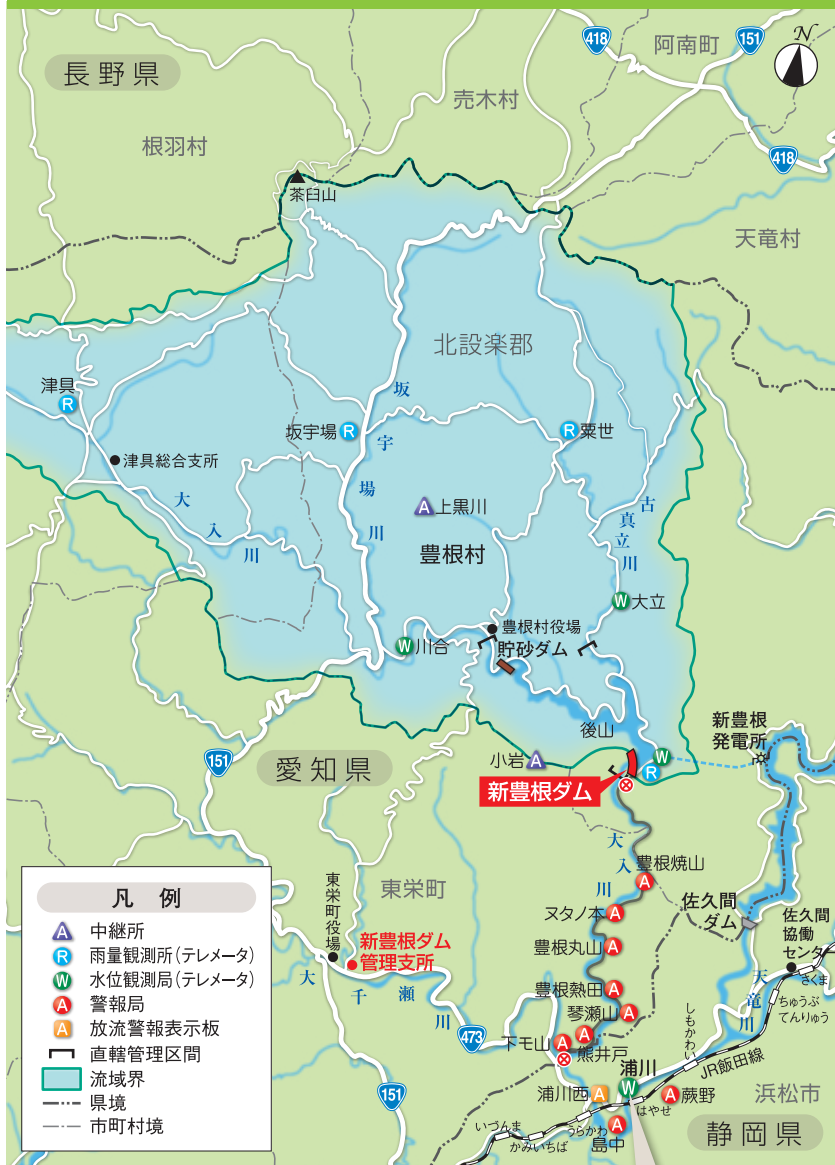 418
阿南町
151
N
長野県
売木村
根羽村
418
茶臼山
天竜村
北設楽郡
津具
R
坂宇場
R
R
粟世
坂宇場川
津具総合支所
大入川
A
上黒川
古真立川
豊根村
W
大立
豊根村役場
W
川合
貯砂ダム
後山
新豊根
発電所
151
愛知県
小岩
A
W
R
新豊根ダム
大入川
豊根焼山
A
凡 例
A 中継所
R 雨量観測所(テレメータ)
W 水位観測局(テレメータ)
A 警報局
A 放流警報表示板
直轄管理区間
流域界
県境
市町村境
東栄町役場
東栄町
新豊根ダム
管理支所
大千瀬川
473
151
ヌタノ本
A
豊根丸山
A
豊根熱田
A
琴瀬山
A
下モ山
A
A
熊井戸
佐久間
ダム
佐久間
協働
センター
さくま
ちゅうぶ
てんりゅう
天竜川
しもかわい
JR飯田線
浦川
W
浦川西
A
A
蕨野
はやせ
うらかわ
A
島中
いづんま
かみいちば
浜松市
静岡県